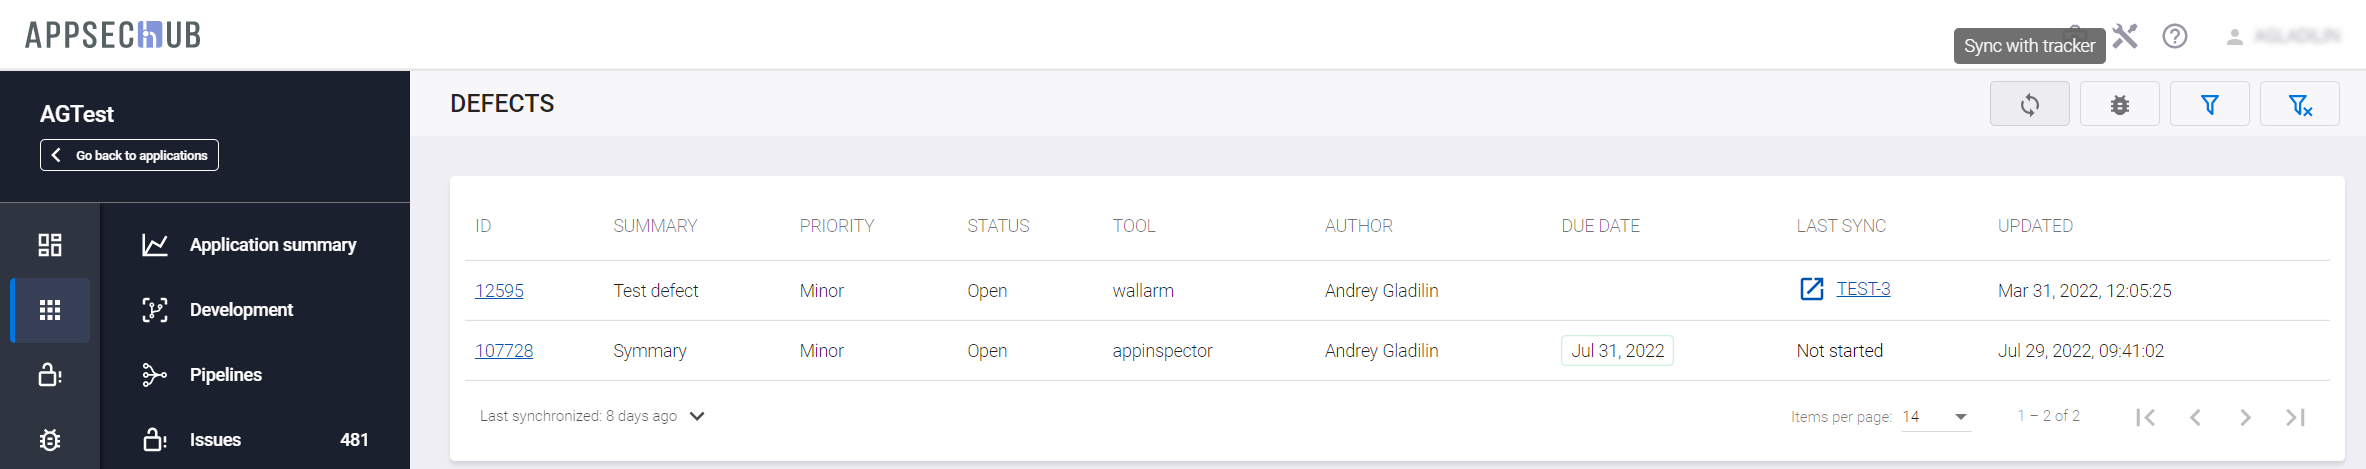 APPSECHUB
Sync with tracker
AGLADILIN
AGTest
Go back to applications
DEFECTS
Application summary
Development
Pipelines
Issues 481
ID SUMMARY PRIORITY STATUS TOOL AUTHOR DUE DATE LAST SYNC UPDATED
12595 Test defect Minor Open wallarm Andrey Gladilin TEST-3 Mar 31, 2022, 12:05:25
107728 Symmary Minor Open appinspector Andrey Gladilin Jul 31, 2022 Not started Jul 29, 2022, 09:41:02
Last synchronized: 8 days ago
Items per page: 14 1 – 2 of 2